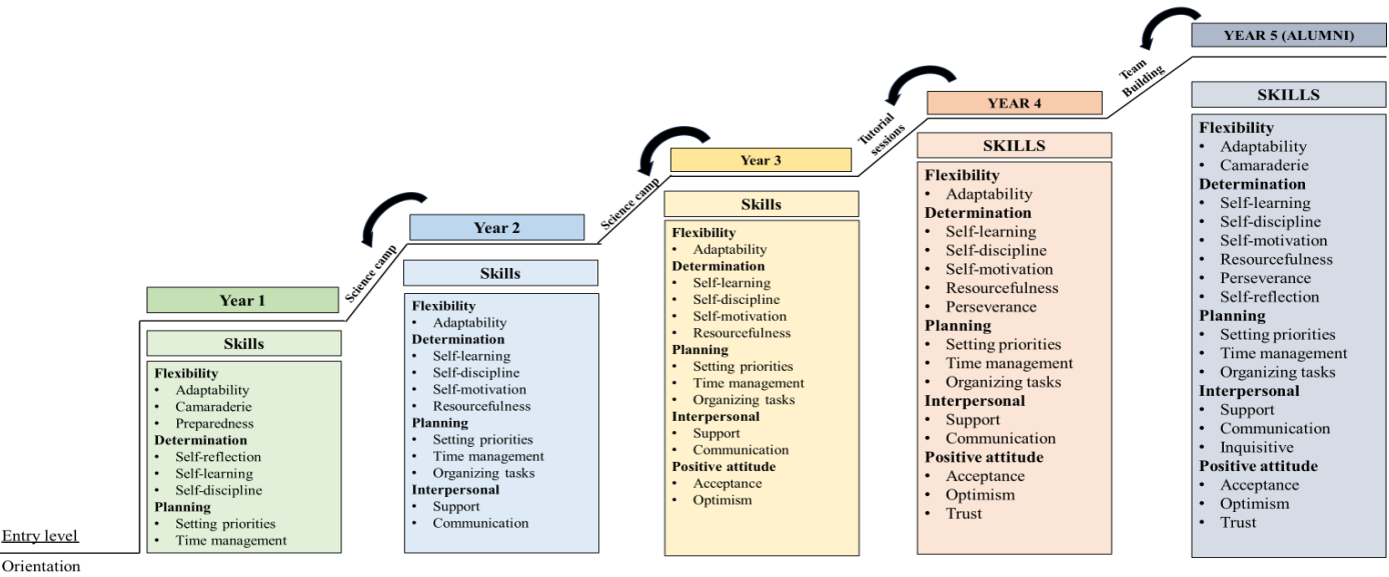 Entry level
Orientation
Year 1
Skills
Flexibility
• Adaptability
• Camaraderie
• Preparedness
Determination
• Self-reflection
• Self-learning
• Self-discipline
Planning
• Setting priorities
• Time management
Science camp
Year 2
Skills
Flexibility
• Adaptability
Determination
• Self-learning
• Self-discipline
• Self-motivation
• Resourcefulness
Planning
• Setting priorities
• Time management
• Organizing tasks
Interpersonal
• Support
• Communication
Science camp
Year 3
Skills
Flexibility
• Adaptability
Determination
• Self-learning
• Self-discipline
• Self-motivation
• Resourcefulness
Planning
• Setting priorities
• Time management
• Organizing tasks
Interpersonal
• Support
• Communication
Positive attitude
• Acceptance
• Optimism
Tutorial
sessions
YEAR 4
SKILLS
Flexibility
• Adaptability
Determination
• Self-learning
• Self-discipline
• Self-motivation
• Resourcefulness
• Perseverance
Planning
• Setting priorities
• Time management
• Organizing tasks
Interpersonal
• Support
• Communication
Positive attitude
• Acceptance
• Optimism
• Trust
Team
Building
YEAR 5 (ALUMNI)
SKILLS
Flexibility
• Adaptability
• Camaraderie
Determination
• Self-learning
• Self-discipline
• Self-motivation
• Resourcefulness
• Perseverance
• Self-reflection
Planning
• Setting priorities
• Time management
• Organizing tasks
Interpersonal
• Support
• Communication
• Inquisitive
Positive attitude
• Acceptance
• Optimism
• Trust